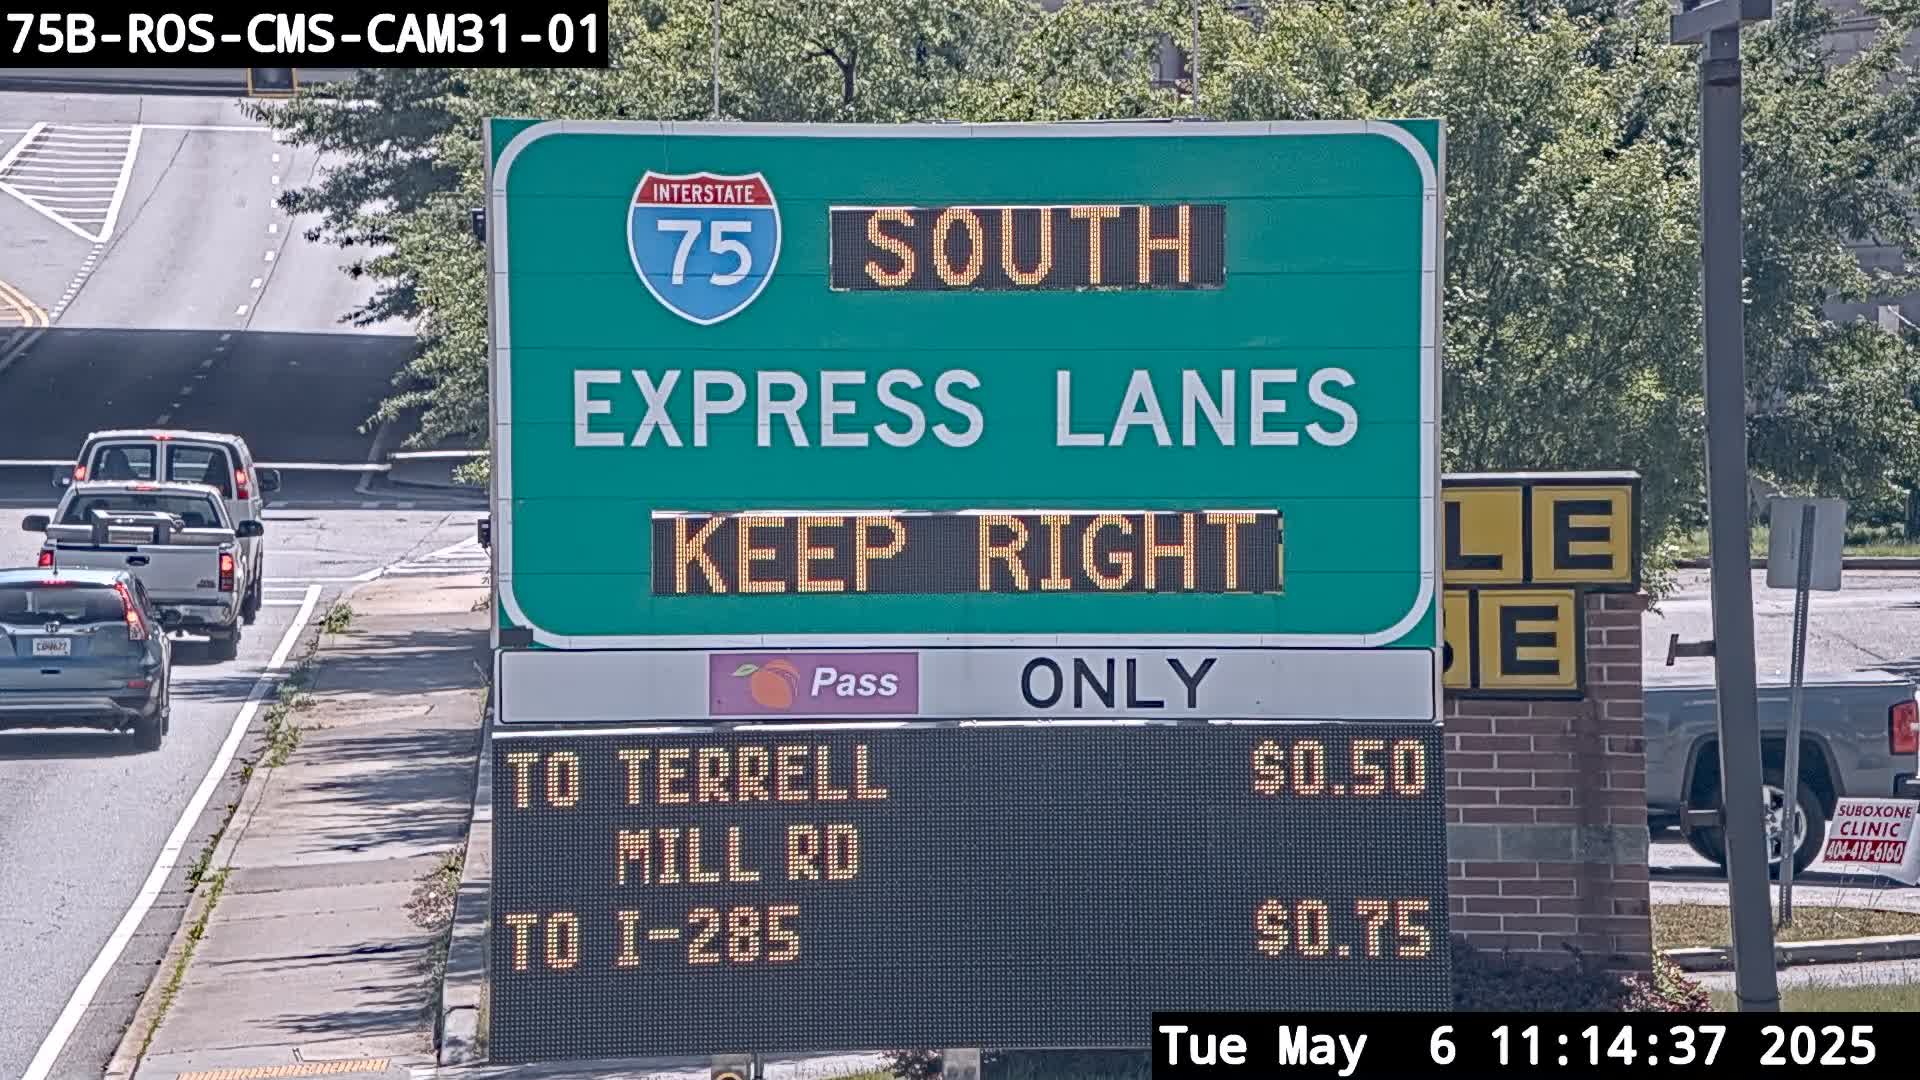 75B-ROS-CMS-CAM31-01
INTERSTATE
75
SOUTH
EXPRESS LANES
KEEP RIGHT
LE
E
Pass
ONLY
TO TERRELL $0.50
MILL RD
TO I-285 $0.75
SUBOXONE
CLINIC
404-418-6160
Tue May 6 11:14:37 2025